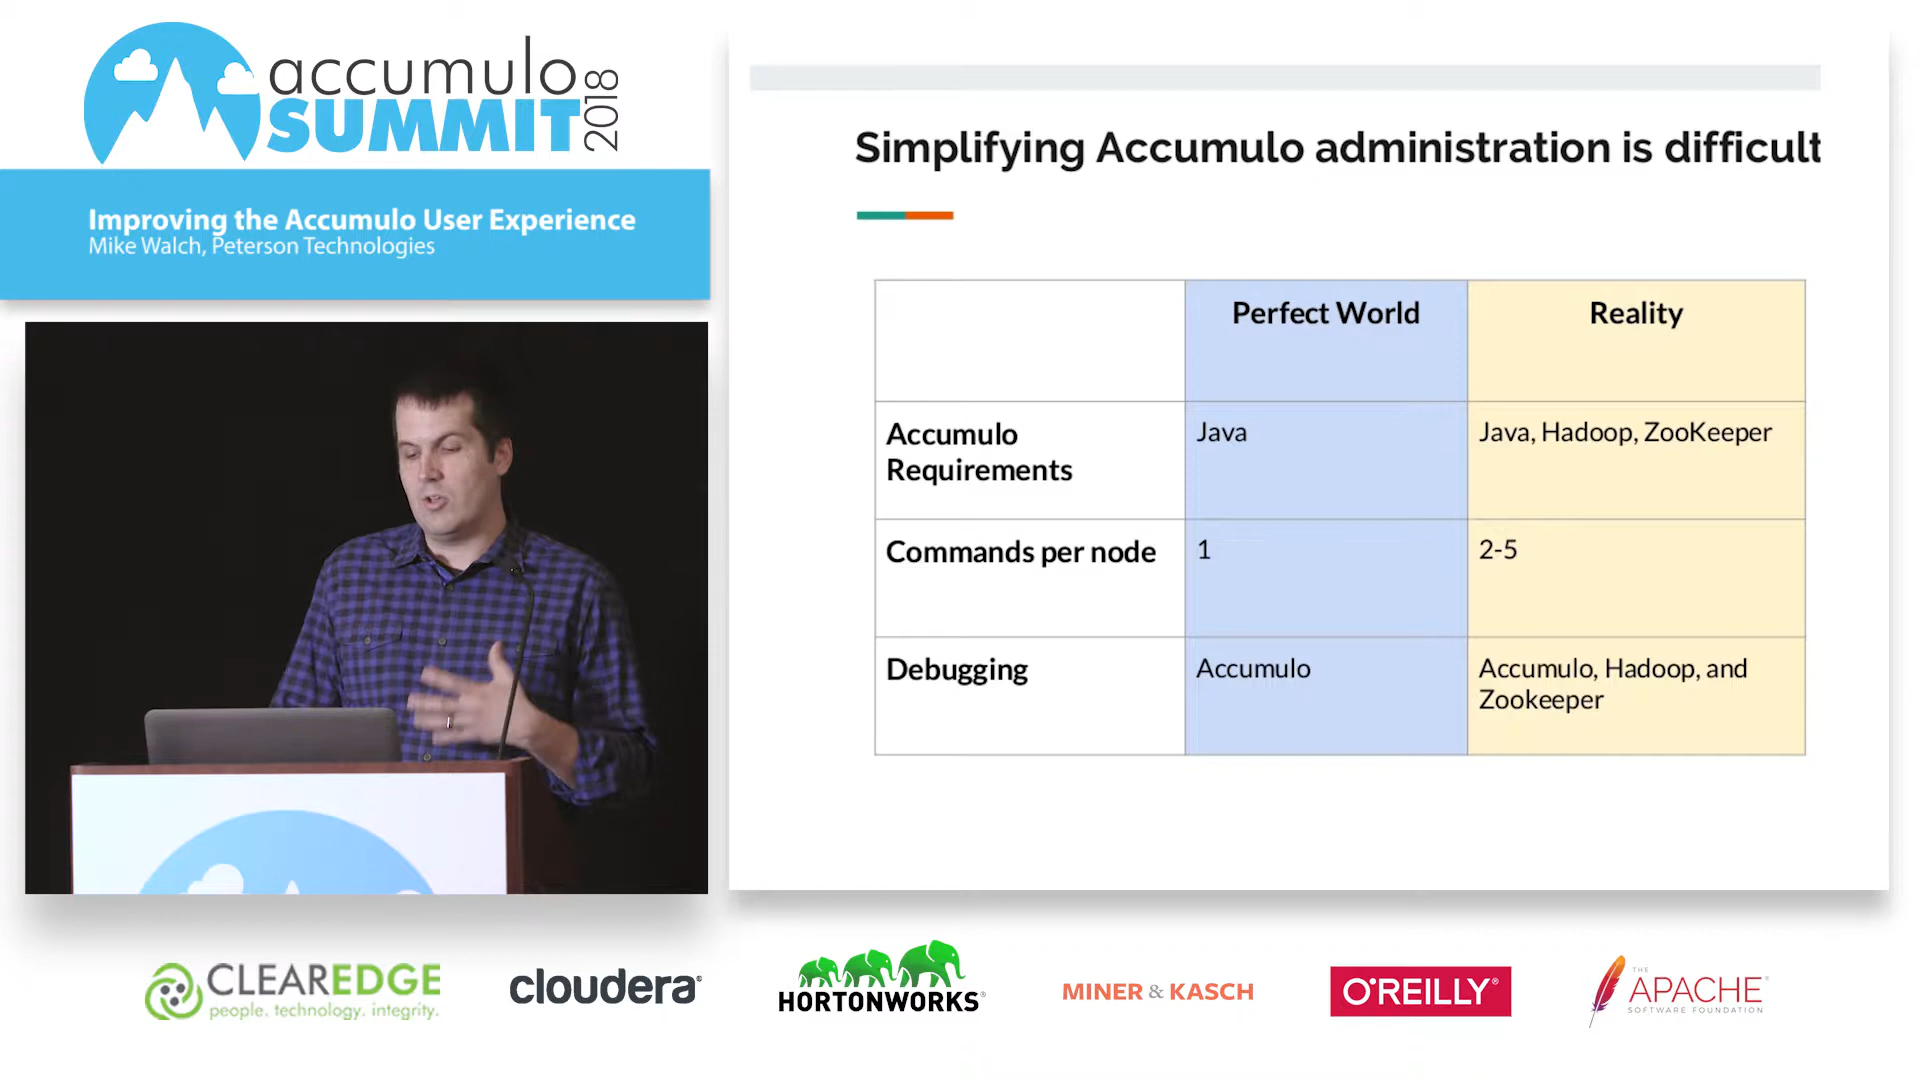 accumulo
SUMMIT
2018
Improving the Accumulo User Experience
Mike Walch, Peterson Technologies
Simplifying Accumulo administration is difficult
Perfect World
Reality
Accumulo
Requirements
Java
Java, Hadoop, ZooKeeper
Commands per node
1
2-5
Debugging
Accumulo
Accumulo, Hadoop, and
Zookeeper
CLEAREDGE
people. technology. integrity.
cloudera®
HORTONWORKS®
MINER & KASCH
O'REILLY®
THE
APACHE®
SOFTWARE FOUNDATION